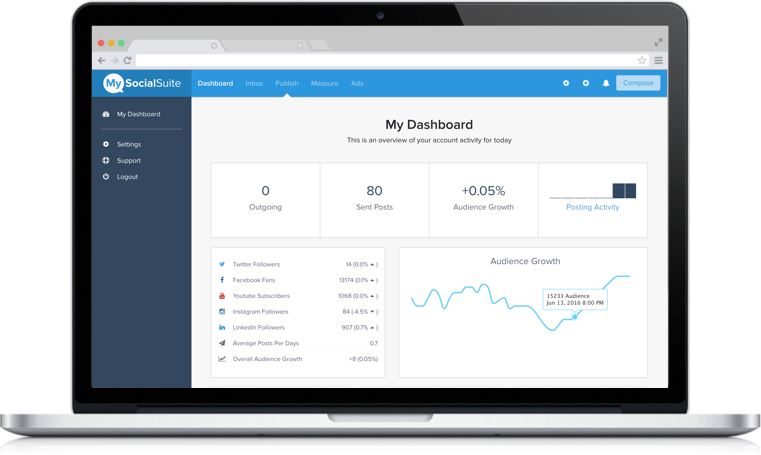 MySocialSuite
Dashboard Inbox Publish Measure Ads Compose
My Dashboard
Settings
Support
Logout
My Dashboard
This is an overview of your account activity for today
0
Outgoing
80
Sent Posts
+0.05%
Audience Growth
Posting Activity
Twitter Followers 14 (0.0% )
Facebook Fans 13174 (0.1% )
Youtube Subscribers 1068 (0.0% )
Instagram Followers 84 (-4.5% )
LinkedIn Followers 907 (0.7% )
Average Posts Per Days 0.7
Overall Audience Growth +8 (0.05%)
Audience Growth
15233 Audience
Jun 13, 2016 8:00 PM